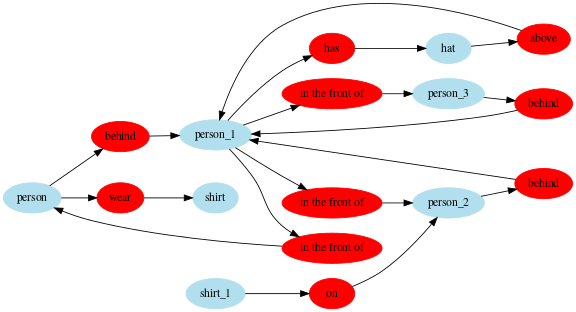 above
has
hat
in the front of
person_3
behind
behind
person_1
behind
person
wear
shirt
in the front of
person_2
in the front of
shirt_1
on